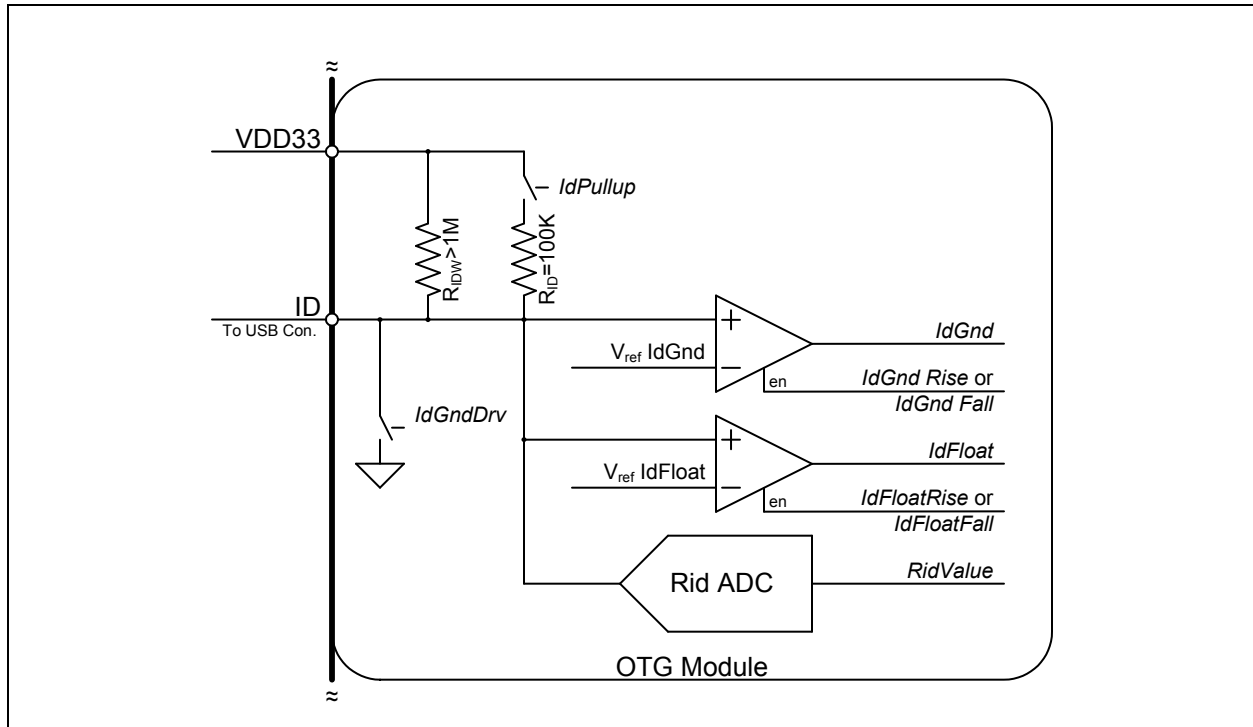 ≈
VDD33
IdPullup
RIDW>1M
RID=100K
ID
To USB Con.
+
IdGnd
Vref IdGnd
−
en
IdGnd Rise or
IdGnd Fall
IdGndDrv
+
IdFloat
Vref IdFloat
−
en
IdFloatRise or
IdFloatFall
Rid ADC
RidValue
OTG Module
≈